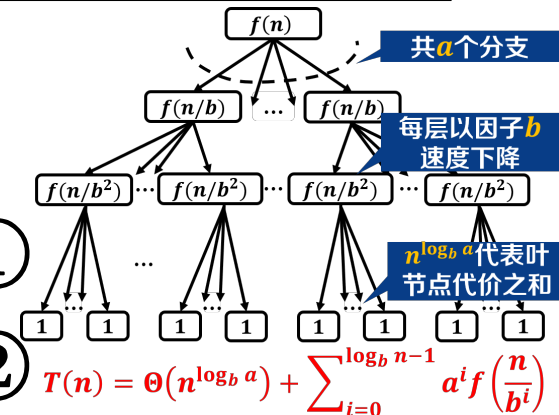 f(n)
共a个分支
f(n/b) ... f(n/b)
每层以因子b
速度下降
f(n/b²) ... f(n/b²) ... f(n/b²) ... f(n/b²)
...
n^{log_b a}代表叶
节点代价之和
... ... ... ...
1 1 1 1 1 1 1 1
2
T(n) = Θ(n^{log_b a}) + ∑_{i=0}^{log_b n−1} a^i f(n/b^i)